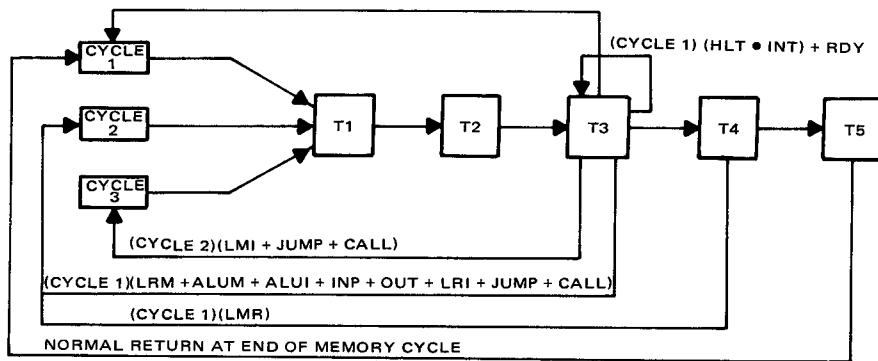 CYCLE
1
(CYCLE 1) (HLT • INT) + RDY
CYCLE
2
T1
T2
T3
T4
T5
CYCLE
3
(CYCLE 2)(LMI + JUMP + CALL)
(CYCLE 1)(LRM + ALUM + ALUI + INP + OUT + LRI + JUMP + CALL)
(CYCLE 1)(LMR)
NORMAL RETURN AT END OF MEMORY CYCLE